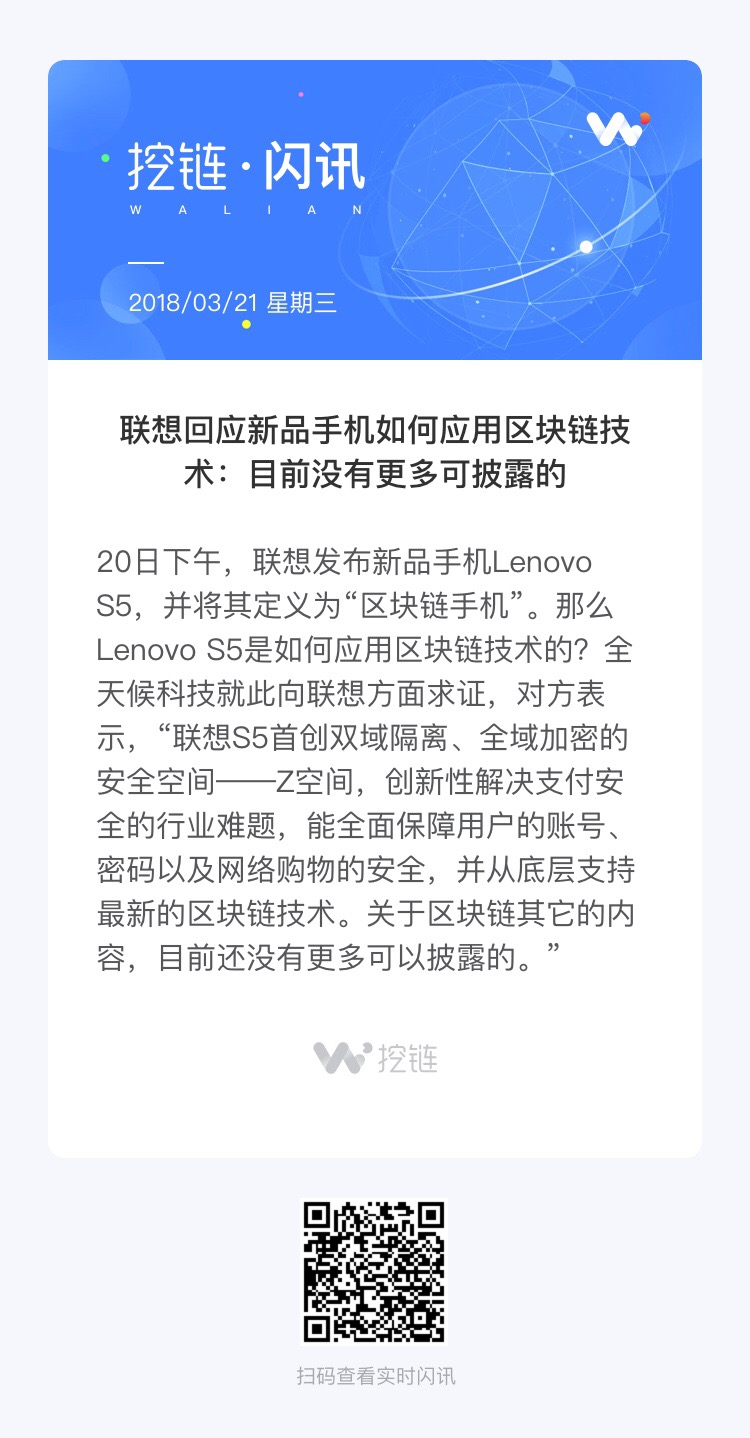 挖链·闪讯
WALIAN
2018/03/21 星期三
联想回应新品手机如何应用区块链技
术：目前没有更多可披露的
20日下午，联想发布新品手机Lenovo
S5，并将其定义为“区块链手机”。那么
Lenovo S5是如何应用区块链技术的？全
天候科技就此向联想方面求证，对方表
示，“联想S5首创双域隔离、全域加密的
安全空间——Z空间，创新性解决支付安
全的行业难题，能全面保障用户的账号、
密码以及网络购物的安全，并从底层支持
最新的区块链技术。关于区块链其它的内
容，目前还没有更多可以披露的。”
挖链
扫码查看实时闪讯